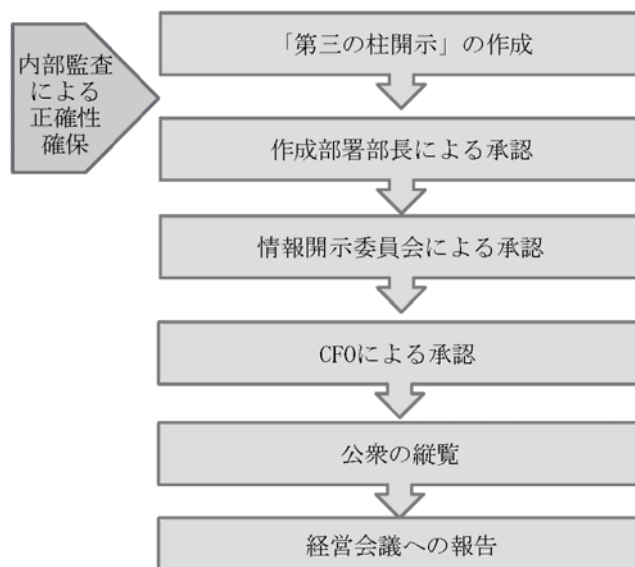 「第三の柱開示」の作成
内部監査
による
正確性
確保
作成部署部長による承認
情報開示委員会による承認
CFOによる承認
公衆の縦覧
経営会議への報告